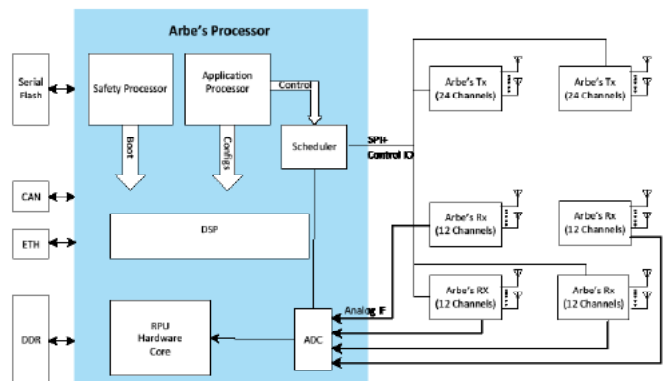 Arbe's Processor
Serial
Flash
Safety Processor
Application
Processor
Control
Boot
Configs
Scheduler
SPI+
Control IO
Arbe's Tx
(24 Channels)
Arbe's Tx
(24 Channels)
CAN
ETH
DSP
Arbe's Rx
(12 Channels)
Arbe's Rx
(12 Channels)
DDR
RPU
Hardware
Core
ADC
Analog IF
Arbe's RX
(12 Channels)
Arbe's Rx
(12 Channels)